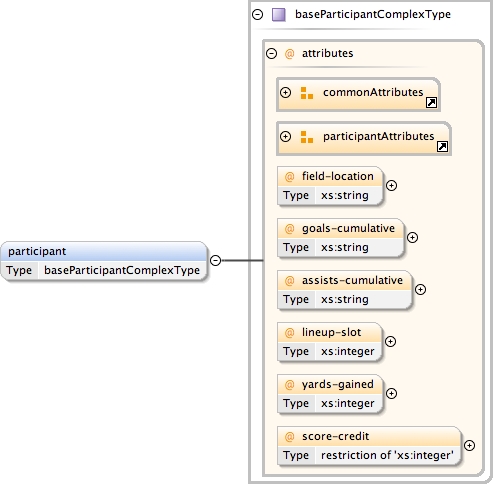 baseParticipantComplexType
@ attributes
commonAttributes
participantAttributes
@ field-location
Type xs:string
@ goals-cumulative
Type xs:string
participant
Type baseParticipantComplexType
@ assists-cumulative
Type xs:string
@ lineup-slot
Type xs:integer
@ yards-gained
Type xs:integer
@ score-credit
Type restriction of 'xs:integer'